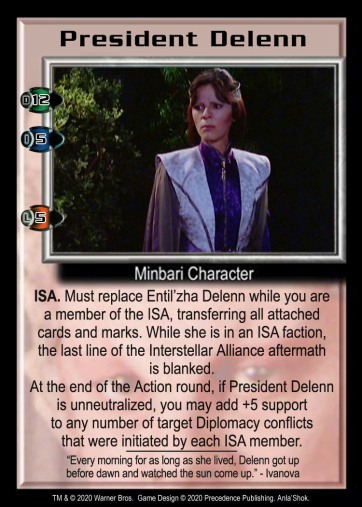 President Delenn
D12
D5
L5
Minbari Character
ISA. Must replace Entil'zha Delenn while you are
a member of the ISA, transferring all attached
cards and marks. While she is in an ISA faction,
the last line of the Interstellar Alliance aftermath
is blanked.
At the end of the Action round, if President Delenn
is unneutralized, you may add +5 support
to any number of target Diplomacy conflicts
that were initiated by each ISA member.
"Every morning for as long as she lived, Delenn got up
before dawn and watched the sun come up." - Ivanova
TM & © 2020 Warner Bros. Game Design © 2020 Precedence Publishing. Anla'Shok.